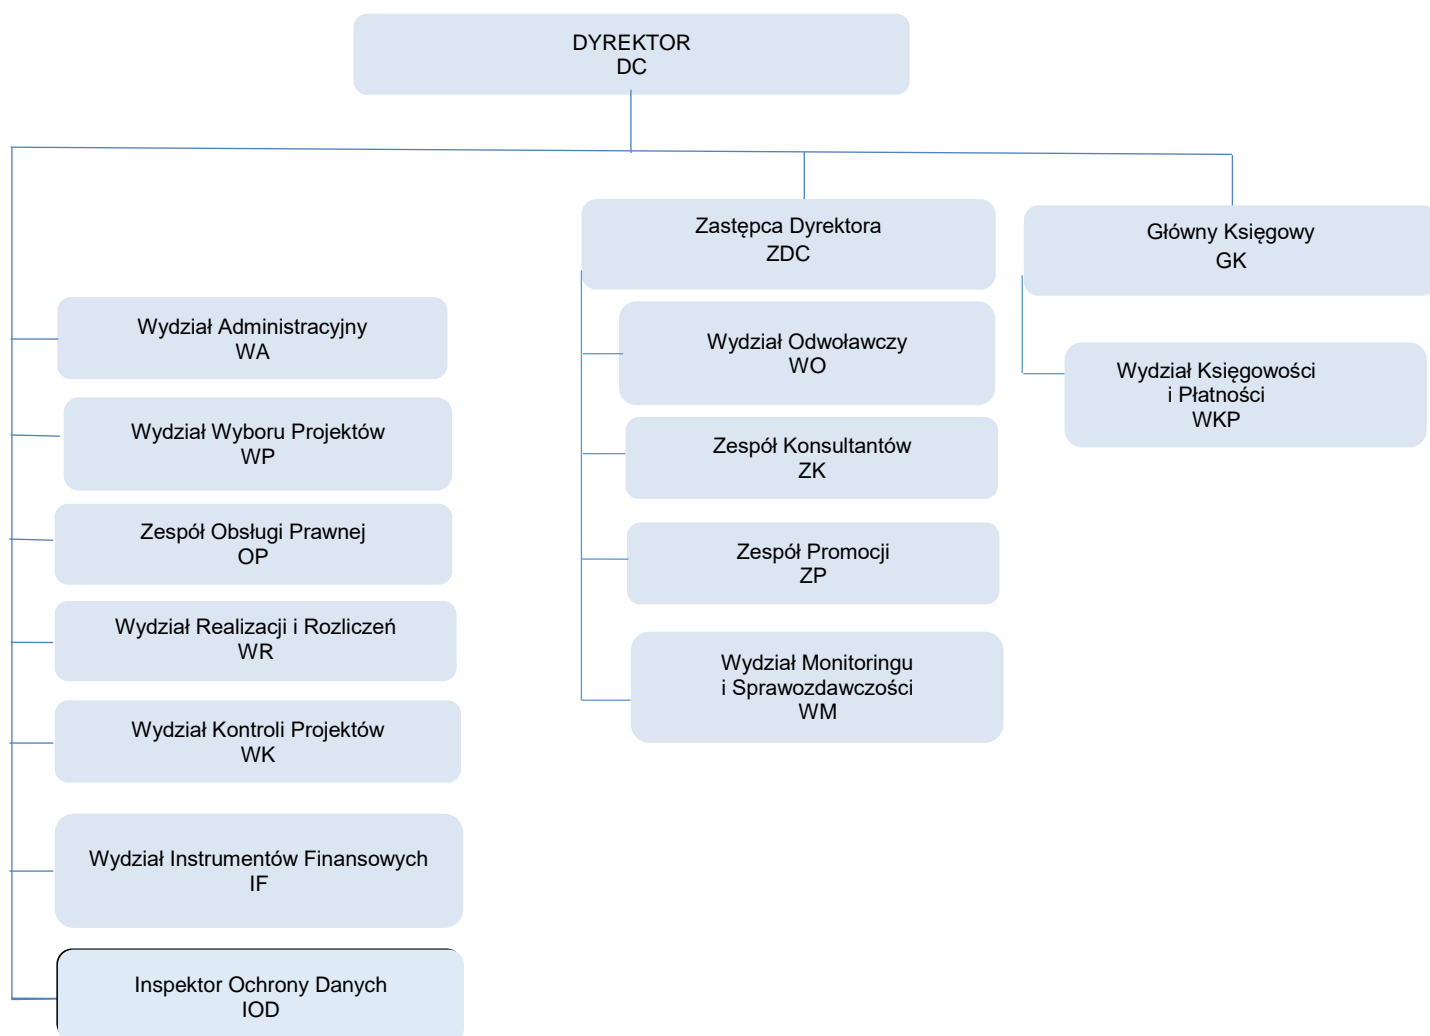 DYREKTOR
DC
Zastępca Dyrektora
ZDC
Główny Księgowy
GK
Wydział Administracyjny
WA
Wydział Wyboru Projektów
WP
Zespół Obsługi Prawnej
OP
Wydział Realizacji i Rozliczeń
WR
Wydział Kontroli Projektów
WK
Wydział Instrumentów Finansowych
IF
Inspektor Ochrony Danych
IOD
Wydział Odwoławczy
WO
Zespół Konsultantów
ZK
Zespół Promocji
ZP
Wydział Monitoringu
i Sprawozdawczości
WM
Wydział Księgowości
i Płatności
WKP